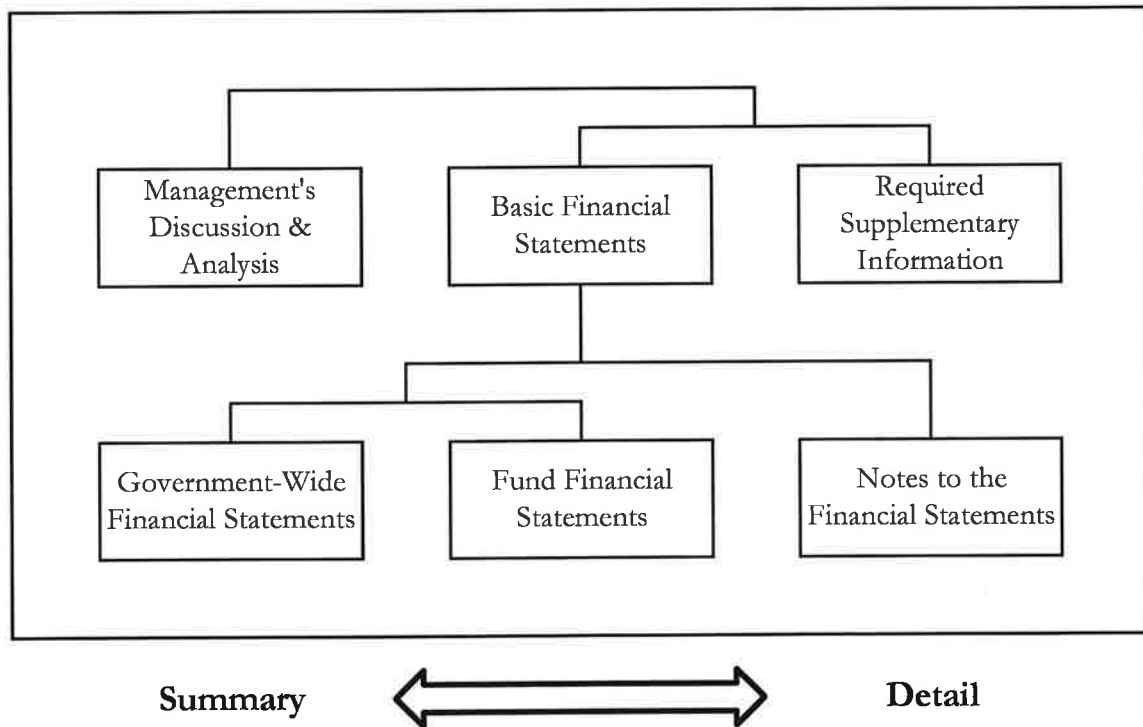 Management's
Discussion &
Analysis
Basic Financial
Statements
Required
Supplementary
Information
Government-Wide
Financial Statements
Fund Financial
Statements
Notes to the
Financial Statements
Summary
Detail